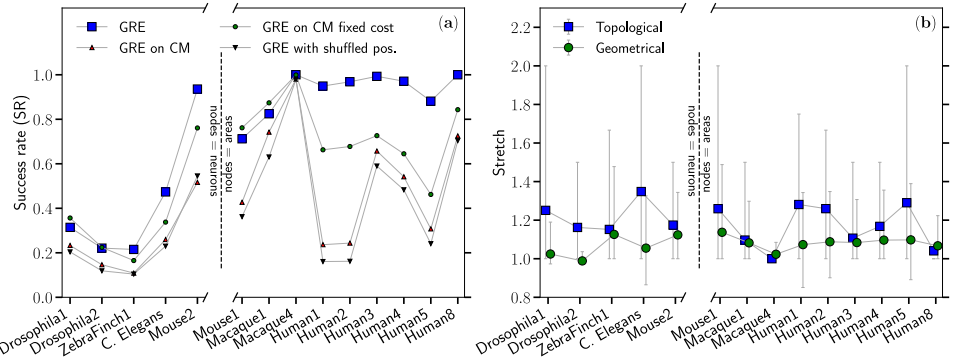 (a)
GRE
GRE on CM fixed cost
GRE on CM
GRE with shuffled pos.
Success rate (SR)
1.0
0.8
0.6
0.4
0.2
0.0
nodes = neurons
nodes = areas
Drosophila1
Drosophila2
ZebraFinch1
C. Elegans
Mouse2
Mouse1
Macaque1
Macaque4
Human1
Human2
Human3
Human4
Human5
Human8
(b)
Topological
Geometrical
Stretch
2.2
2.0
1.8
1.6
1.4
1.2
1.0
0.8
nodes = neurons
nodes = areas
Drosophila1
Drosophila2
ZebraFinch1
C. Elegans
Mouse2
Mouse1
Macaque1
Macaque4
Human1
Human2
Human3
Human4
Human5
Human8